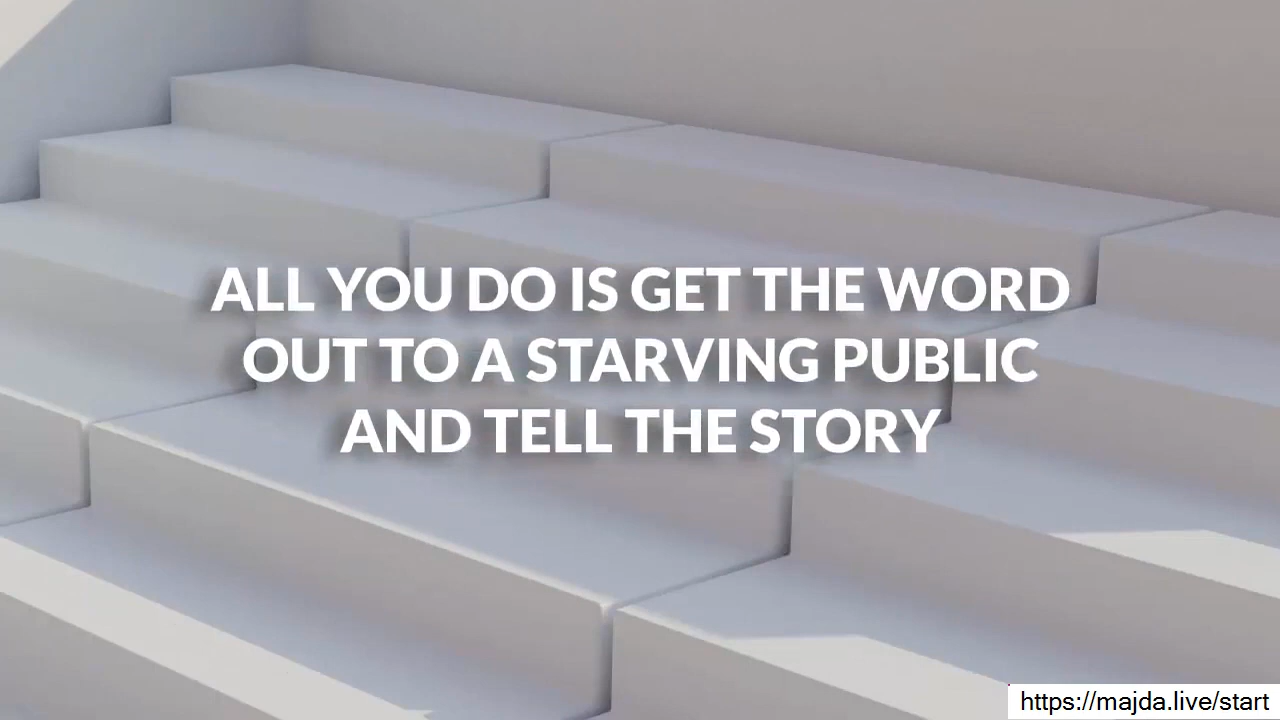 ALL YOU DO IS GET THE WORD
OUT TO A STARVING PUBLIC
AND TELL THE STORY
https://majda.live/start